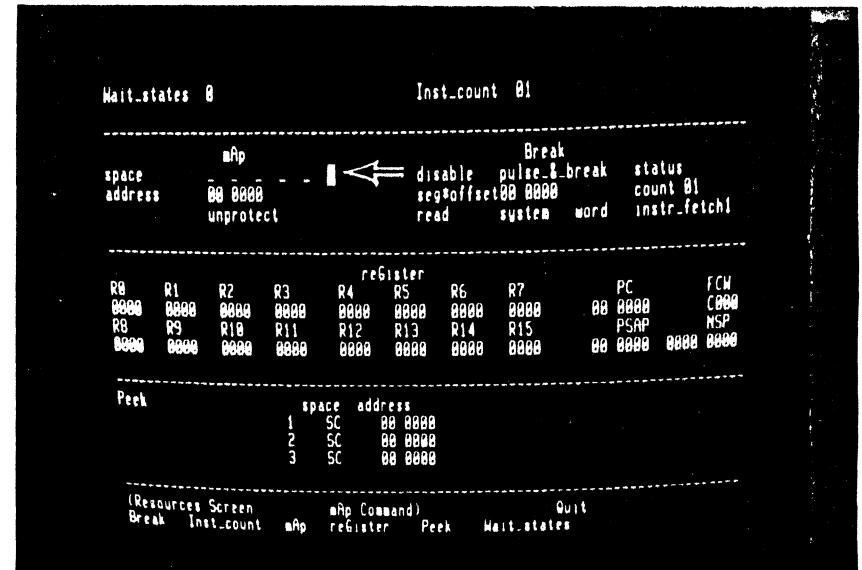 Wait_states 0 Inst_count 01
mAp Break
space _ _ _ _ _ _ disable pulse_&_break status
address 00 0000 seg*offset00 0000 count 01
unprotect read system word instr_fetch1
reGister
R0 R1 R2 R3 R4 R5 R6 R7 PC FCW
0000 0000 0000 0000 0000 0000 0000 0000 00 0000 C000
R8 R9 R10 R11 R12 R13 R14 R15 PSAP NSP
0000 0000 0000 0000 0000 0000 0000 0000 00 0000 0000 0000
Peek space address
1 SC 00 0000
2 SC 00 0000
3 SC 00 0000
(Resources Screen mAp Command) Quit
Break Inst_count mAp reGister Peek Wait_states